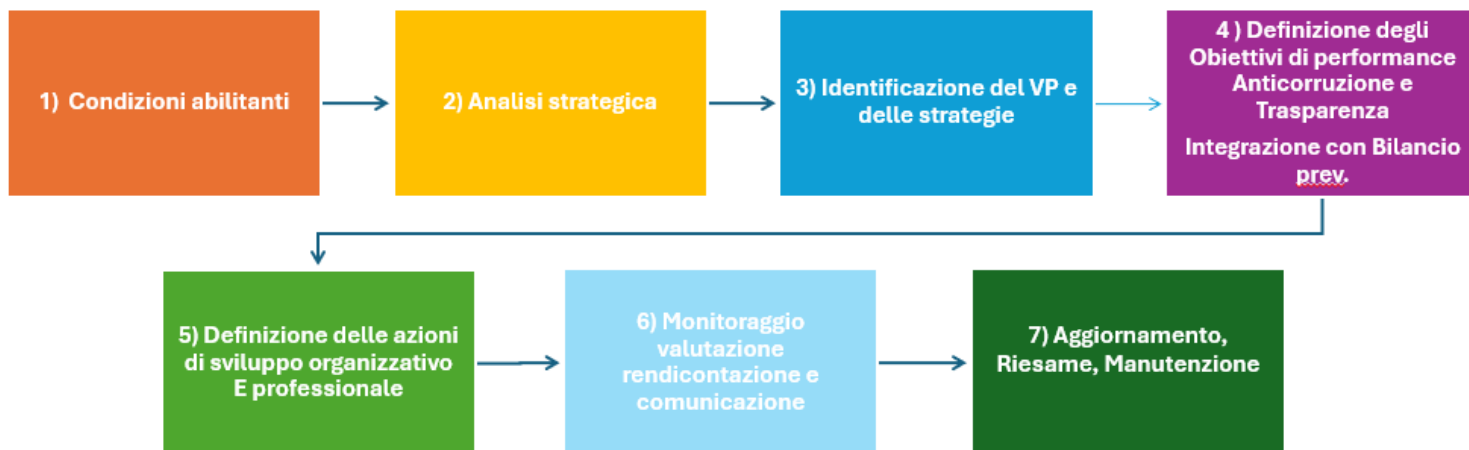 1) Condizioni abilitanti
2) Analisi strategica
3) Identificazione del VP e
delle strategie
4 ) Definizione degli
Obiettivi di performance
Anticorruzione e
Trasparenza
Integrazione con Bilancio
prev.
5) Definizione delle azioni
di sviluppo organizzativo
E professionale
6) Monitoraggio
valutazione
rendicontazione e
comunicazione
7) Aggiornamento,
Riesame, Manutenzione